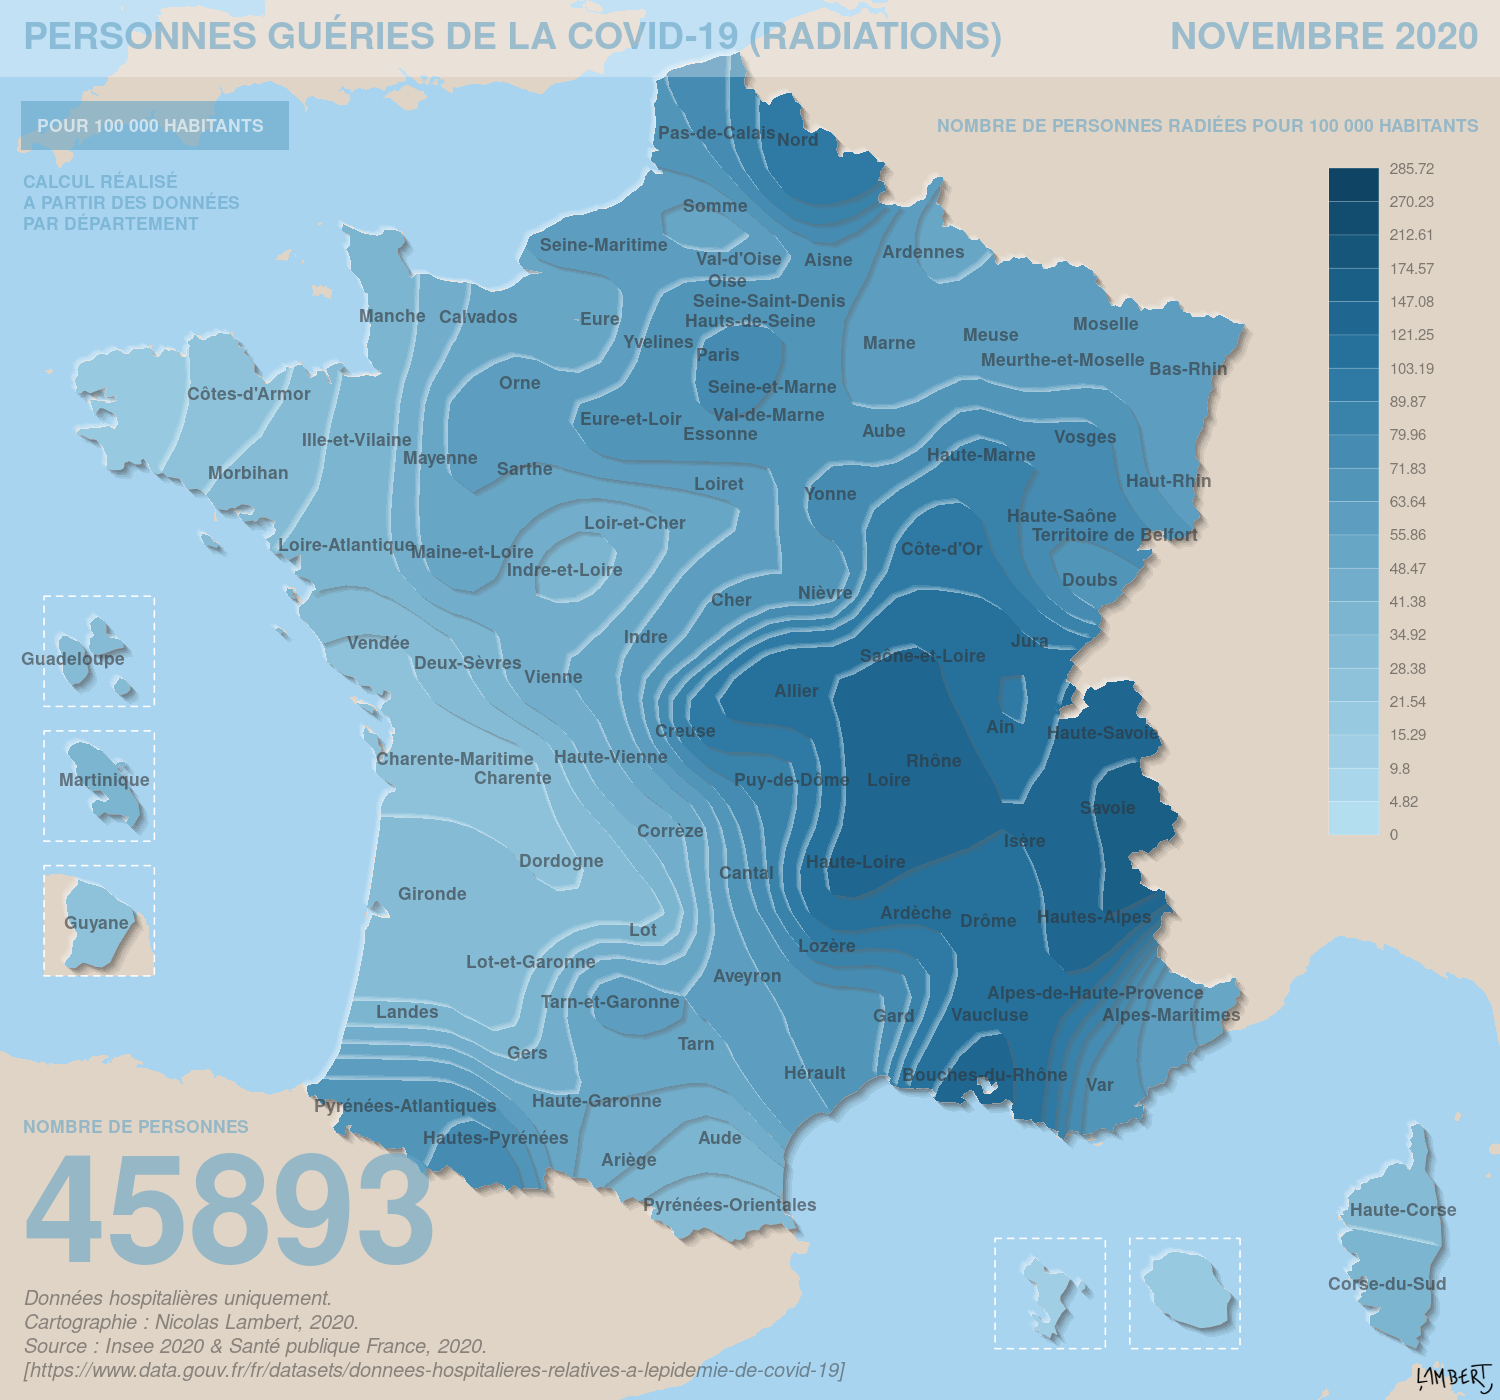 PERSONNES GUÉRIES DE LA COVID-19 (RADIATIONS)
NOVEMBRE 2020
POUR 100 000 HABITANTS
CALCUL RÉALISÉ
A PARTIR DES DONNÉES
PAR DÉPARTEMENT
NOMBRE DE PERSONNES RADIÉES POUR 100 000 HABITANTS
285.72
270.23
212.61
174.57
147.08
121.25
103.19
89.87
79.96
71.83
63.64
55.86
48.47
41.38
34.92
28.38
21.54
15.29
9.8
4.82
0
Pas-de-Calais
Nord
Somme
Seine-Maritime
Val-d'Oise
Aisne
Ardennes
Oise
Seine-Saint-Denis
Hauts-de-Seine
Manche
Calvados
Eure
Yvelines
Paris
Marne
Meuse
Moselle
Meurthe-et-Moselle
Bas-Rhin
Côtes-d'Armor
Orne
Seine-et-Marne
Eure-et-Loir
Val-de-Marne
Essonne
Aube
Vosges
Ille-et-Vilaine
Mayenne
Sarthe
Haute-Marne
Morbihan
Loiret
Yonne
Haut-Rhin
Loir-et-Cher
Haute-Saône
Territoire de Belfort
Loire-Atlantique
Maine-et-Loire
Indre-et-Loire
Côte-d'Or
Doubs
Cher
Nièvre
Indre
Jura
Vendée
Deux-Sèvres
Vienne
Saône-et-Loire
Allier
Guadeloupe
Creuse
Ain
Haute-Savoie
Charente-Maritime
Charente
Haute-Vienne
Puy-de-Dôme
Loire
Rhône
Martinique
Savoie
Corrèze
Isère
Dordogne
Cantal
Haute-Loire
Gironde
Guyane
Lot
Ardèche
Drôme
Hautes-Alpes
Lozère
Lot-et-Garonne
Aveyron
Tarn-et-Garonne
Alpes-de-Haute-Provence
Landes
Gard
Vaucluse
Alpes-Maritimes
Gers
Tarn
Hérault
Bouches-du-Rhône
Var
Pyrénées-Atlantiques
Haute-Garonne
Hautes-Pyrénées
Aude
Ariège
Pyrénées-Orientales
Haute-Corse
Corse-du-Sud
NOMBRE DE PERSONNES
45893
Données hospitalières uniquement.
Cartographie : Nicolas Lambert, 2020.
Source : Insee 2020 & Santé publique France, 2020.
[https://www.data.gouv.fr/fr/datasets/donnees-hospitalieres-relatives-a-lepidemie-de-covid-19]
LAMBERT